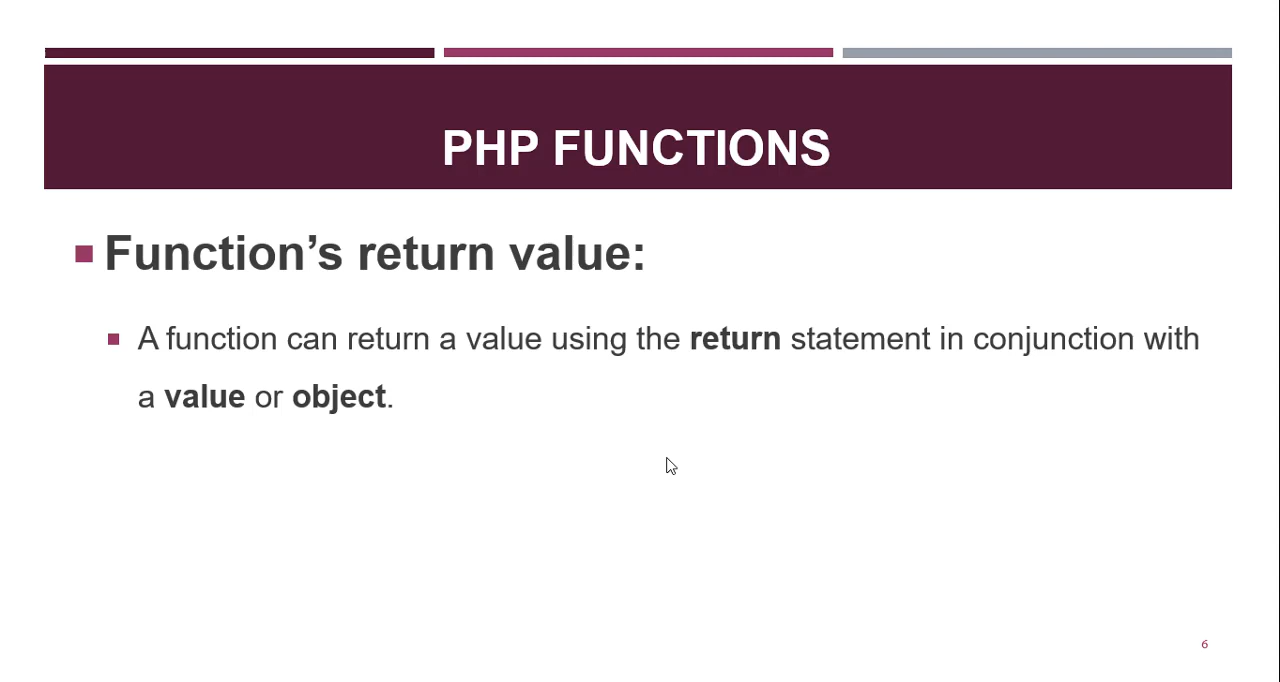 PHP FUNCTIONS
Function’s return value:
A function can return a value using the return statement in conjunction with
a value or object.
6